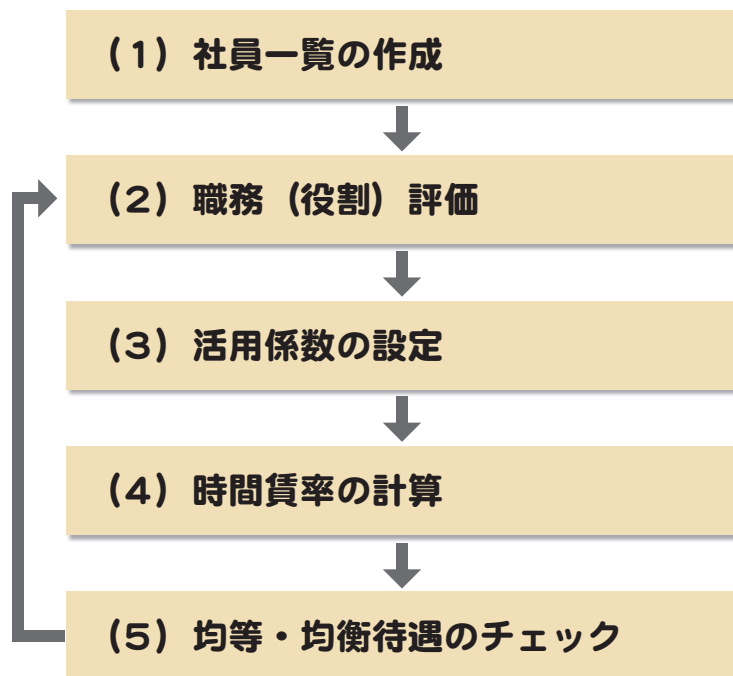 （1）社員一覧の作成
（2）職務（役割）評価
（3）活用係数の設定
（4）時間賃率の計算
（5）均等・均衡待遇のチェック